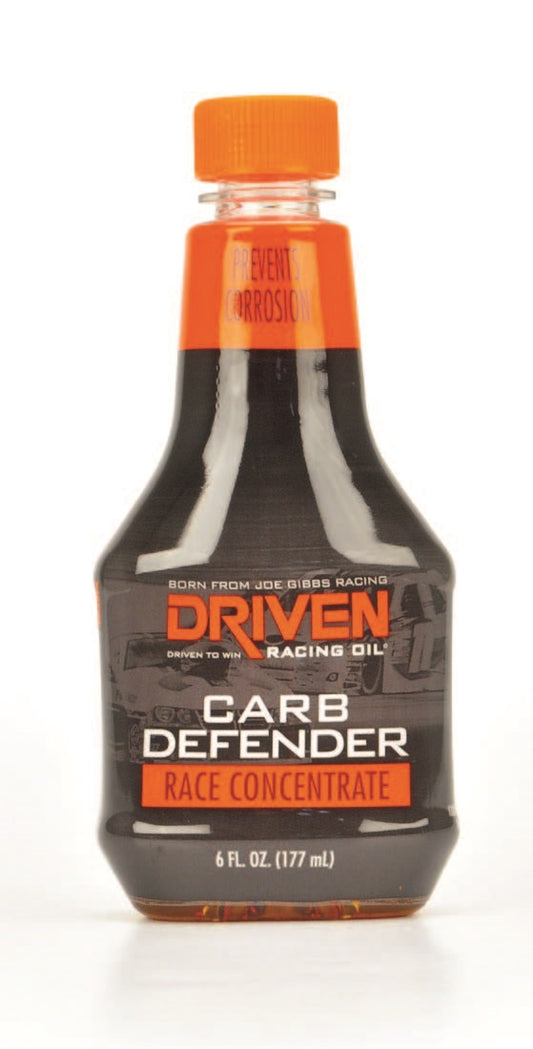 PREVENTS
CORROSION
BORN FROM JOE GIBBS RACING
DRIVEN
DRIVEN TO WIN RACING OIL®
CARB
DEFENDER
RACE CONCENTRATE
6 FL. OZ. (177 mL)